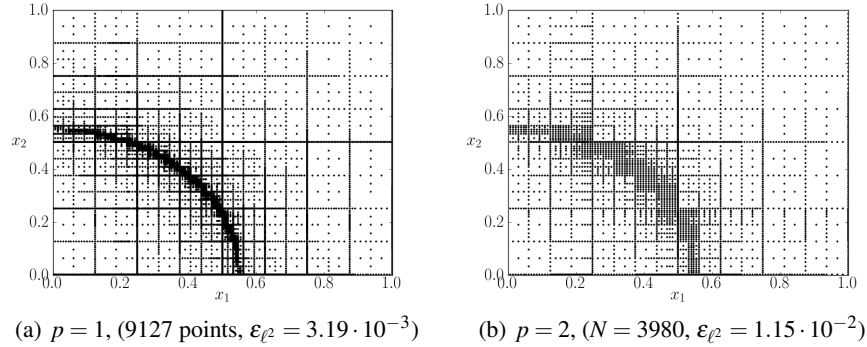 1.0
0.8
0.6
x₂
0.4
0.2
0.0
0.0 0.2 0.4 0.6 0.8 1.0
x₁
(a) p = 1, (9127 points, ε_ℓ² = 3.19 · 10⁻³)
1.0
0.8
0.6
x₂
0.4
0.2
0.0
0.0 0.2 0.4 0.6 0.8 1.0
x₁
(b) p = 2, (N = 3980, ε_ℓ² = 1.15 · 10⁻²)